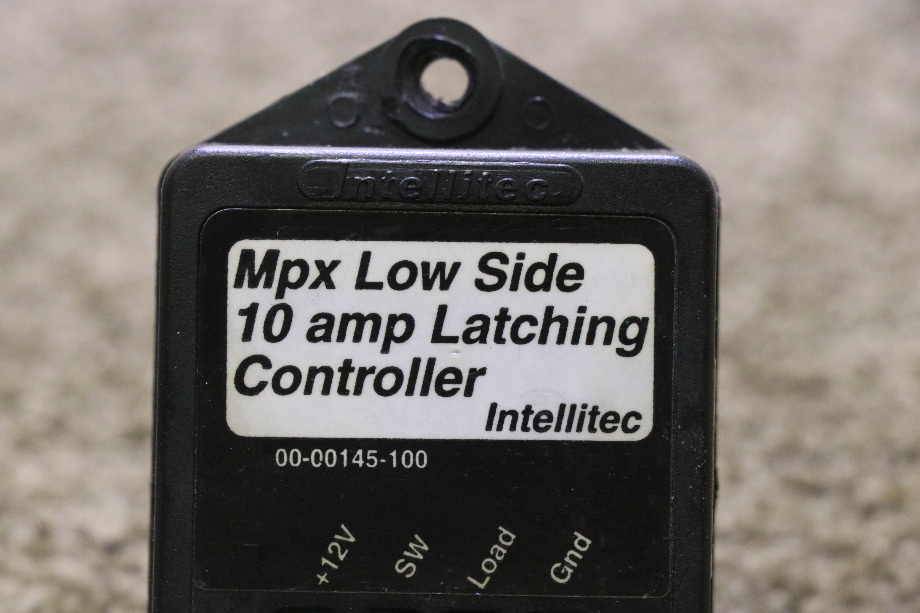 Intellitec
Mpx Low Side
10 amp Latching
Controller
Intellitec
00-00145-100
+12V SW Load Gnd